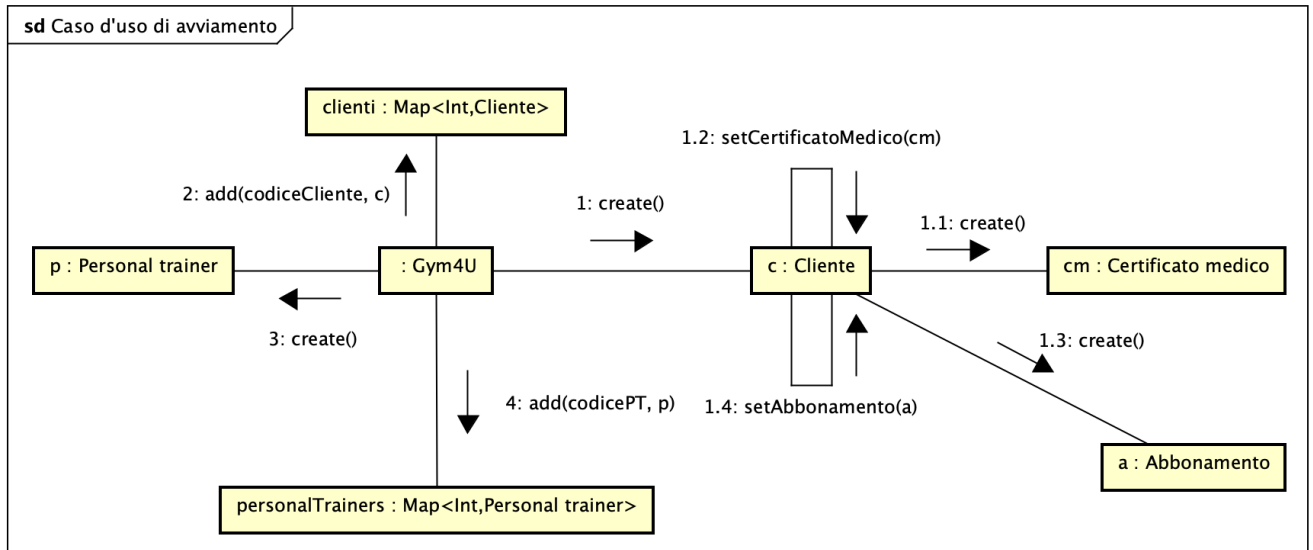 sd Caso d'uso di avviamento
clienti : Map<Int,Cliente>
1.2: setCertificatoMedico(cm)
2: add(codiceCliente, c)
1: create()
1.1: create()
p : Personal trainer
: Gym4U
c : Cliente
cm : Certificato medico
3: create()
1.3: create()
4: add(codicePT, p)
1.4: setAbbonamento(a)
a : Abbonamento
personalTrainers : Map<Int,Personal trainer>